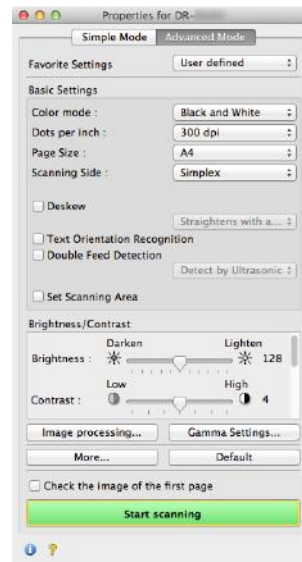 Properties for DR-
Simple Mode Advanced Mode
Favorite Settings User defined
Basic Settings
Color mode : Black and White
Dots per inch : 300 dpi
Page Size : A4
Scanning Side : Simplex
Deskew
Straightens with a...
Text Orientation Recognition
Double Feed Detection
Detect by Ultrasonic
Set Scanning Area
Brightness/Contrast
Darken Lighten
Brightness : 128
Low High
Contrast : 4
Image processing... Gamma Settings...
More... Default
Check the image of the first page
Start scanning